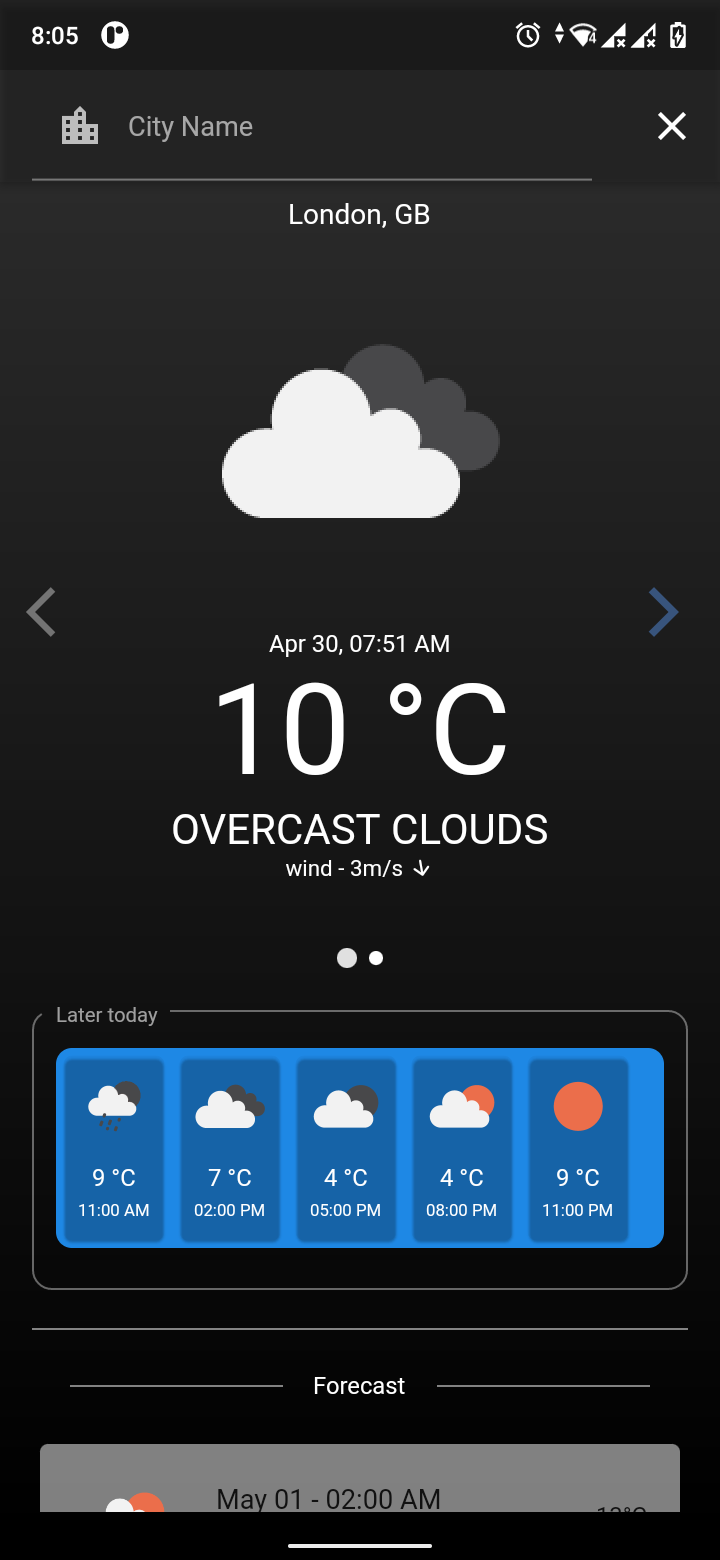 8:05
4
City Name
London, GB
Apr 30, 07:51 AM
10 °C
OVERCAST CLOUDS
wind - 3m/s
Later today
9 °C 7 °C 4 °C 4 °C 9 °C
11:00 AM 02:00 PM 05:00 PM 08:00 PM 11:00 PM
Forecast
May 01 - 02:00 AM